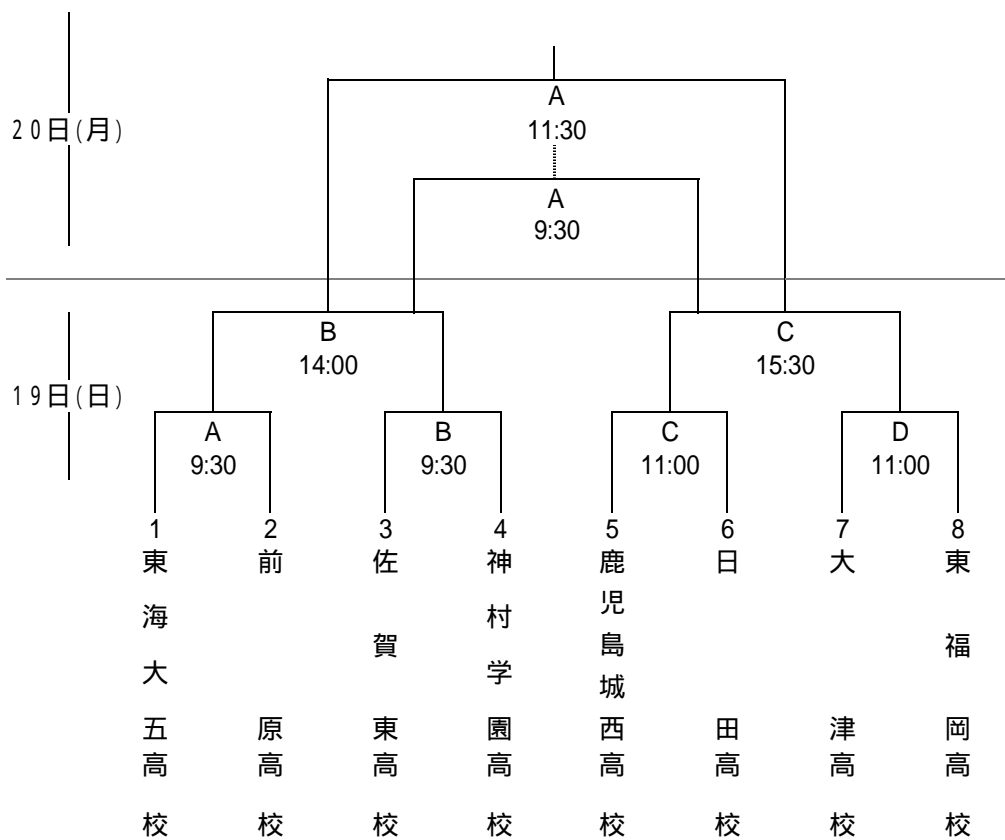 20日(月)
A
11:30
A
9:30
19日(日)
B
14:00
C
15:30
A
9:30
B
9:30
C
11:00
D
11:00
1
東海大五高校
2
前原高校
3
佐賀東高校
4
神村学園高校
5
鹿児島城西高校
6
日田高校
7
大津高校
8
東福岡高校